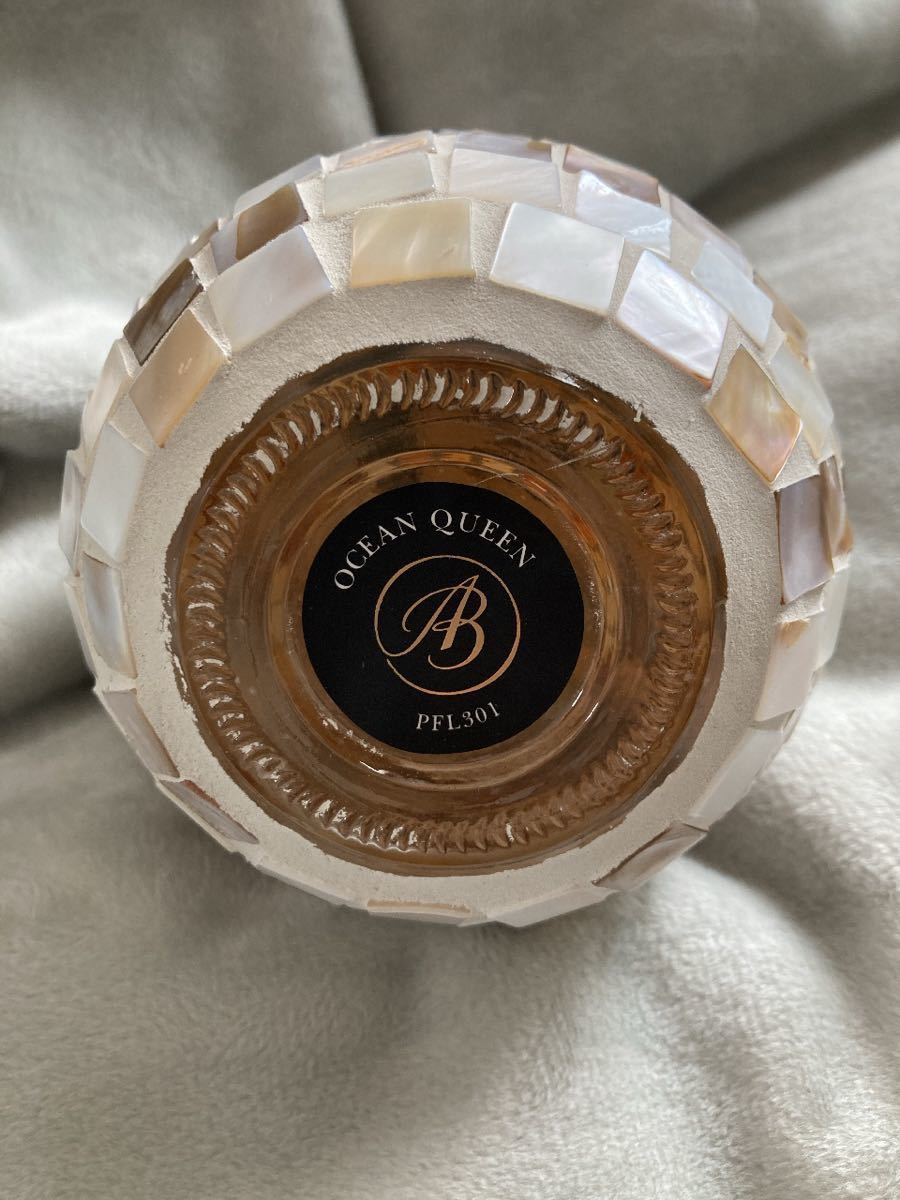 OCEAN QUEEN
AB
PFL301